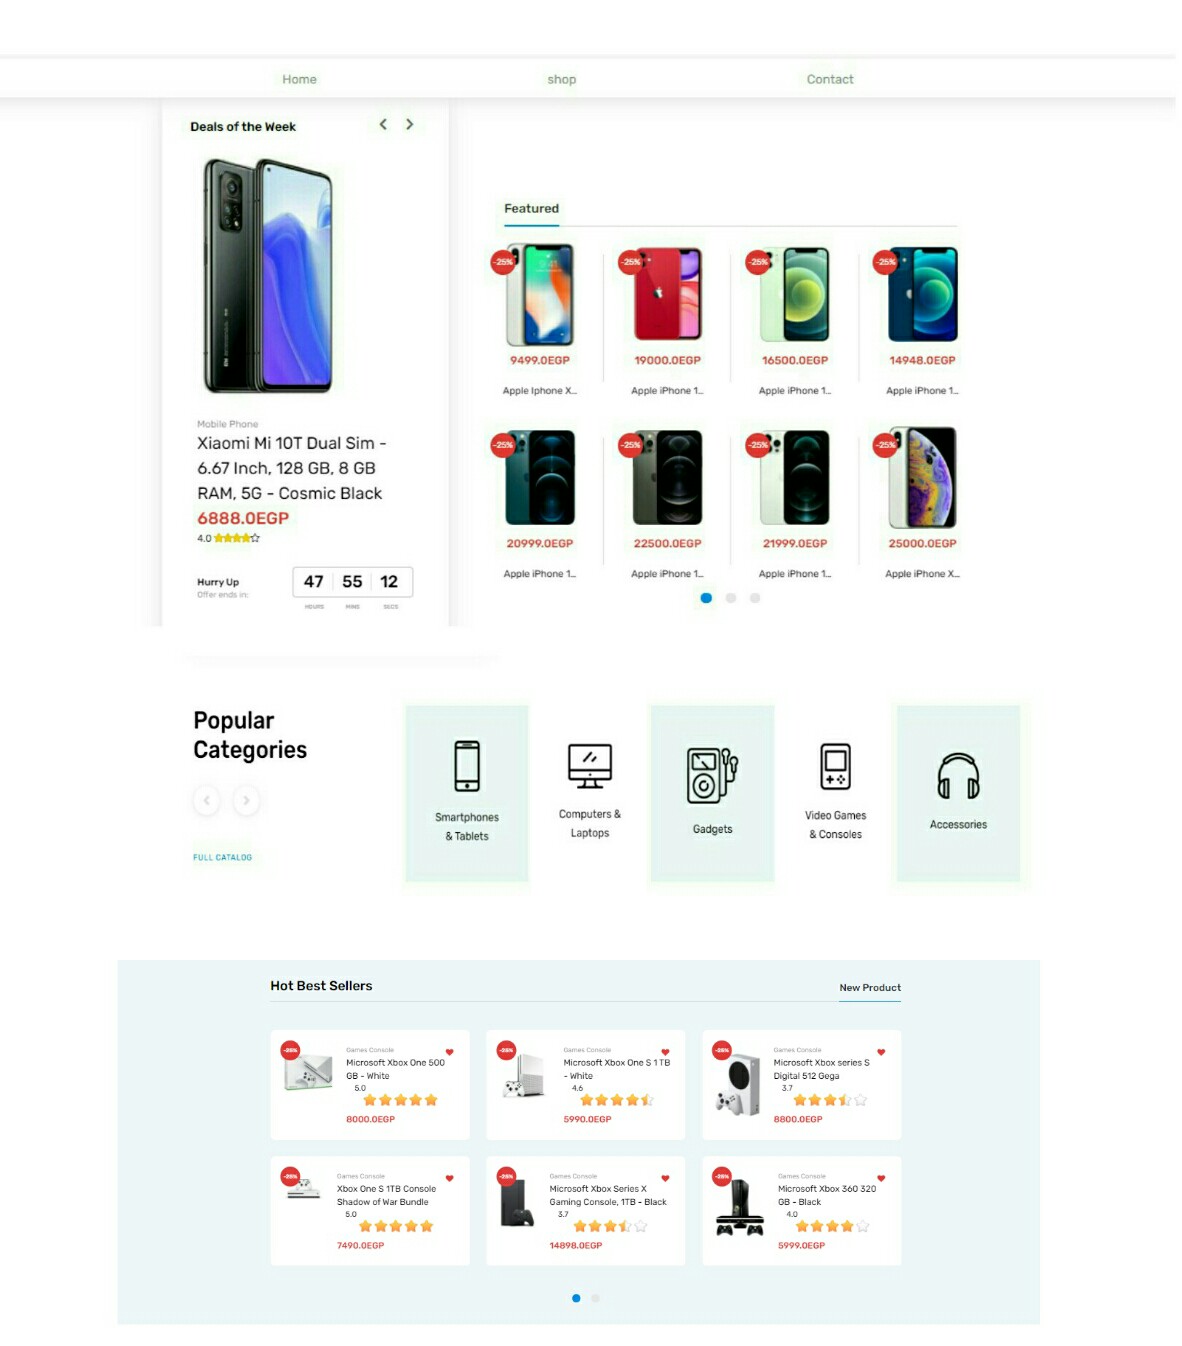 Home
shop
Contact
Deals of the Week
Mobile Phone
Xiaomi Mi 10T Dual Sim -
6.67 Inch, 128 GB, 8 GB
RAM, 5G - Cosmic Black
6888.0EGP
4.0
Hurry Up
Offer ends in:
47 55 12
HOURS MINS SECS
Featured
-25% -25% -25% -25%
9499.0EGP 19000.0EGP 16500.0EGP 14948.0EGP
Apple Iphone X... Apple iPhone 1... Apple iPhone 1... Apple iPhone 1...
-25% -25% -25% -25%
20999.0EGP 22500.0EGP 21999.0EGP 25000.0EGP
Apple iPhone 1... Apple iPhone 1... Apple iPhone 1... Apple iPhone X...
Popular
Categories
FULL CATALOG
Smartphones
& Tablets
Computers &
Laptops
Gadgets
Video Games
& Consoles
Accessories
Hot Best Sellers
New Product
-25%
Games Console
Microsoft Xbox One 500
GB - White
5.0
8000.0EGP
-25%
Games Console
Microsoft Xbox One S 1 TB
- White
4.6
5990.0EGP
-25%
Games Console
Microsoft Xbox series S
Digital 512 Gega
3.7
8800.0EGP
-25%
Games Console
Xbox One S 1TB Console
Shadow of War Bundle
5.0
7490.0EGP
-25%
Games Console
Microsoft Xbox Series X
Gaming Console, 1TB - Black
3.7
14898.0EGP
-25%
Games Console
Microsoft Xbox 360 320
GB - Black
4.0
5999.0EGP